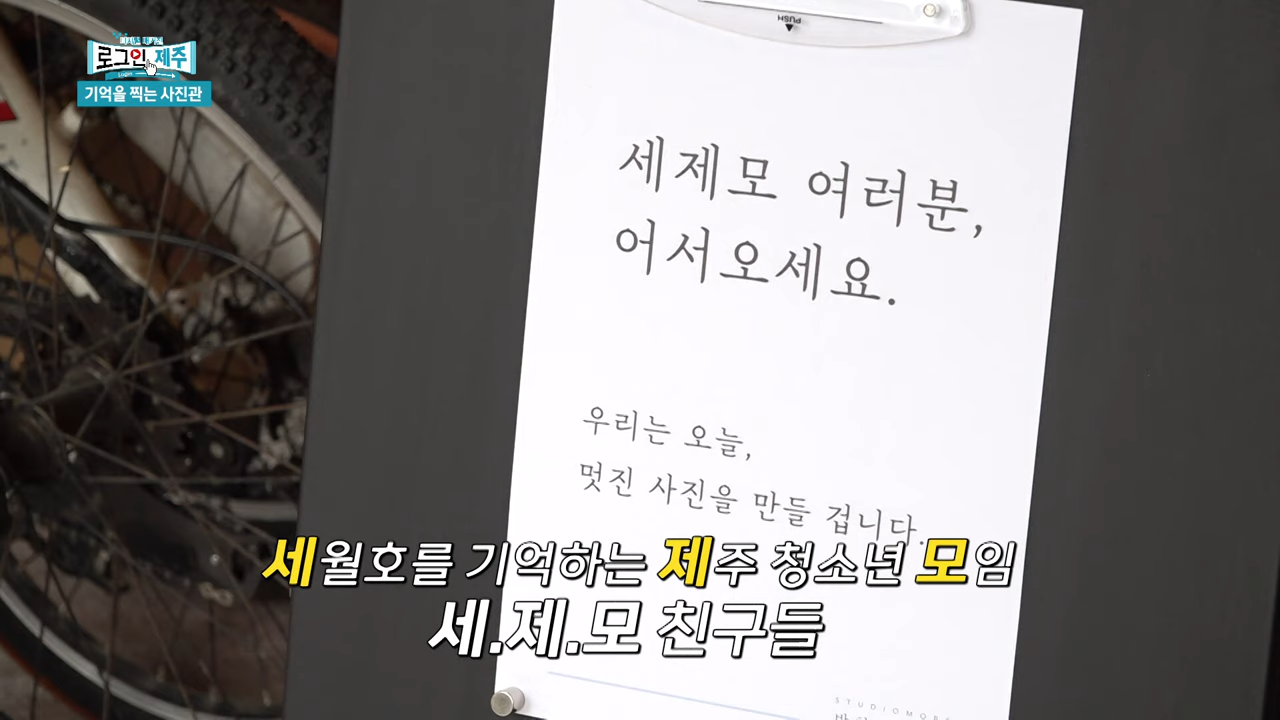 로그인 제주
기억을 찍는 사진관
PUSH
세제모 여러분,
어서오세요.
우리는 오늘,
멋진 사진을 만들 겁니다.
세월호를 기억하는 제주 청소년 모임
세.제.모 친구들